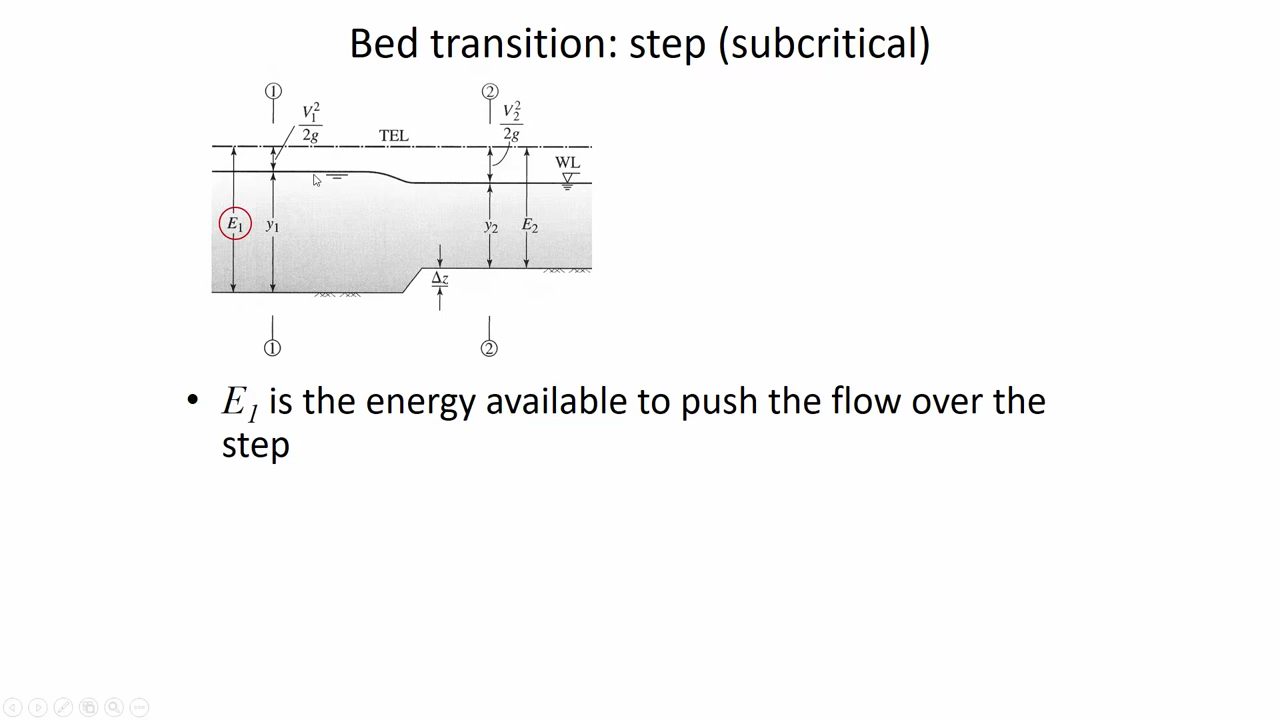 Bed transition: step (subcritical)
① ②
V₁²/2g V₂²/2g
TEL
WL
E₁ y₁ y₂ E₂
Δz
① ②
• E₁ is the energy available to push the flow over the
step